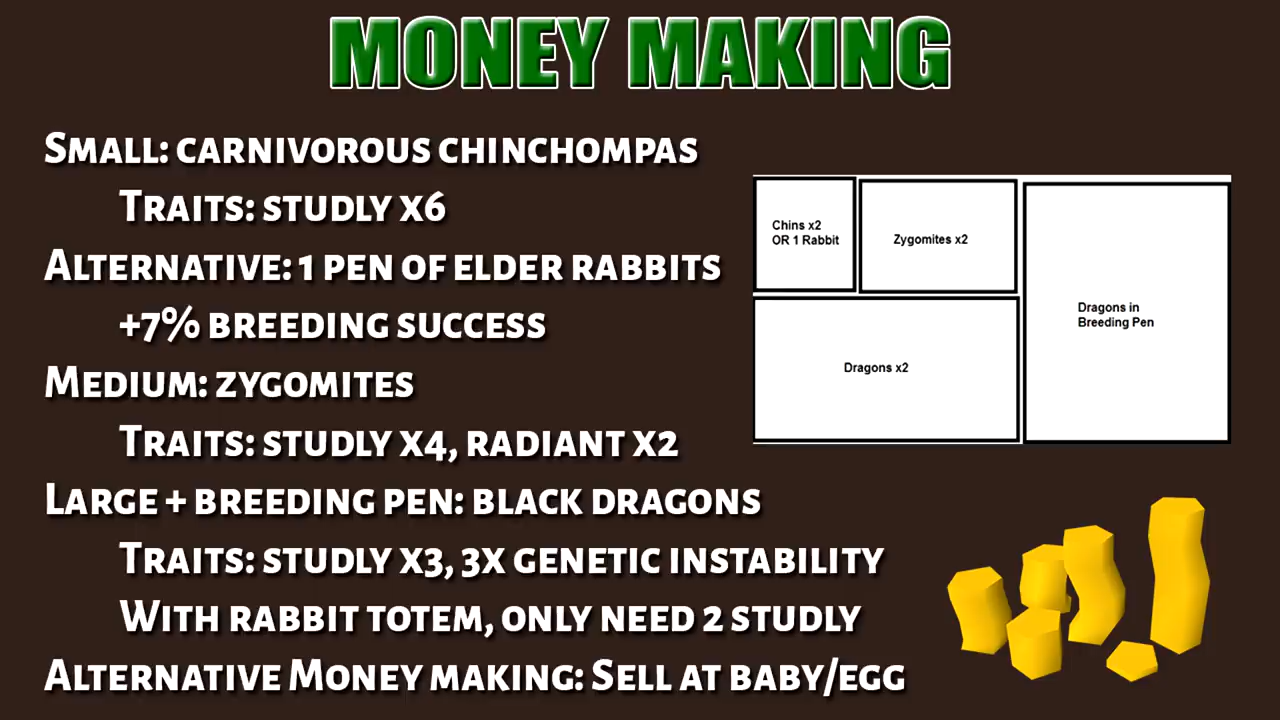 MONEY MAKING
SMALL: CARNIVOROUS CHINCHOMPAS
TRAITS: STUDLY X6
ALTERNATIVE: 1 PEN OF ELDER RABBITS
+7% BREEDING SUCCESS
MEDIUM: ZYGOMITES
TRAITS: STUDLY X4, RADIANT X2
LARGE + BREEDING PEN: BLACK DRAGONS
TRAITS: STUDLY X3, 3X GENETIC INSTABILITY
WITH RABBIT TOTEM, ONLY NEED 2 STUDLY
ALTERNATIVE MONEY MAKING: SELL AT BABY/EGG
Chins x2
OR 1 Rabbit
Zygomites x2
Dragons x2
Dragons in
Breeding Pen